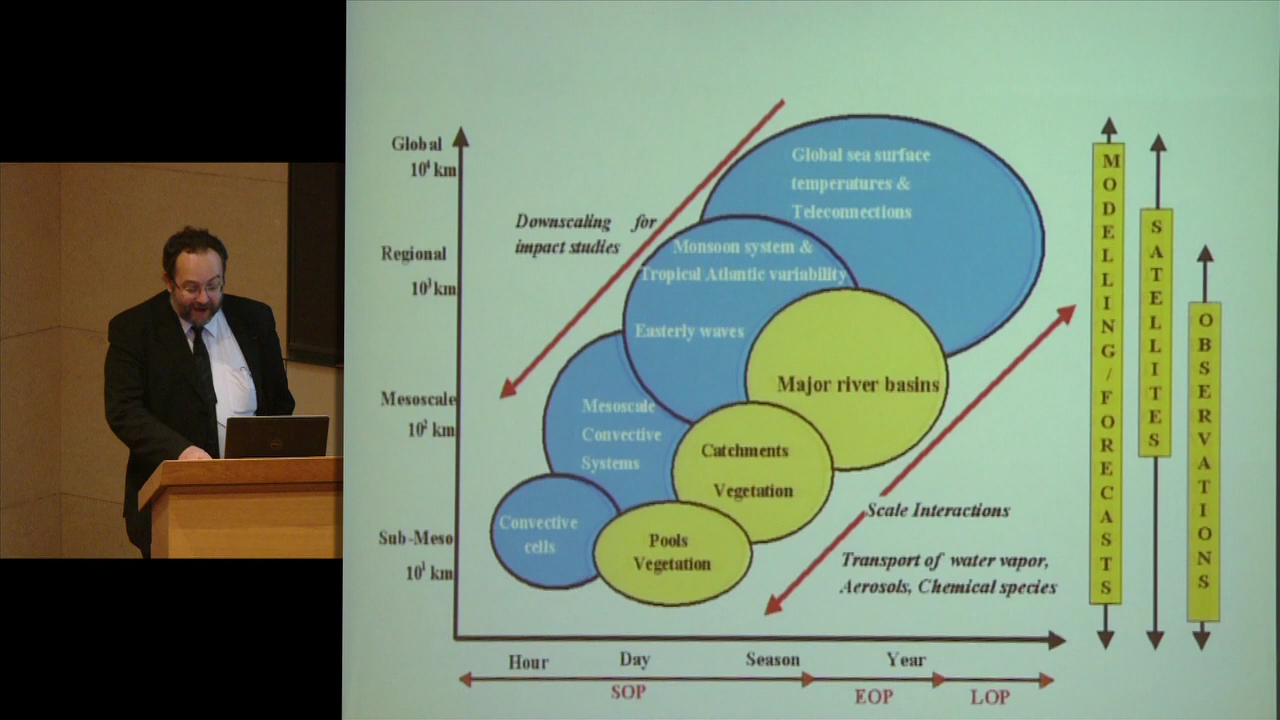 Global
10⁴ km
Regional
10³ km
Mesoscale
10² km
Sub-Meso
10¹ km
Downscaling for
impact studies
Global sea surface
temperatures &
Teleconnections
Monsoon system &
Tropical Atlantic variability
Easterly waves
Major river basins
Mesoscale
Convective
Systems
Catchments
Vegetation
Convective
cells
Pools
Vegetation
Scale Interactions
Transport of water vapor,
Aerosols, Chemical species
Hour Day Season Year
SOP EOP LOP
MODELLING/FORECASTS
SATELLITES
OBSERVATIONS